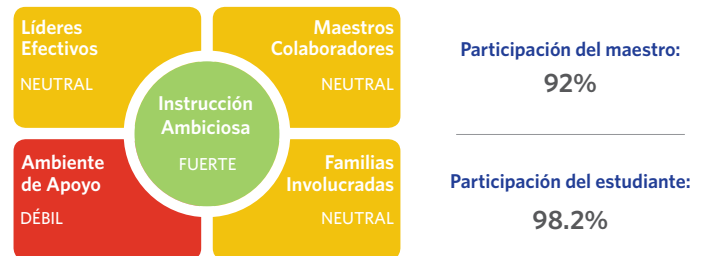 Líderes
Efectivos
NEUTRAL
Maestros
Colaboradores
NEUTRAL
Instrucción
Ambiciosa
FUERTE
Ambiente
de Apoyo
DÉBIL
Familias
Involucradas
NEUTRAL
Participación del maestro:
92%
Participación del estudiante:
98.2%